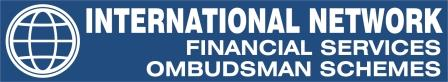 INTERNATIONAL NETWORK
FINANCIAL SERVICES
OMBUDSMAN SCHEMES